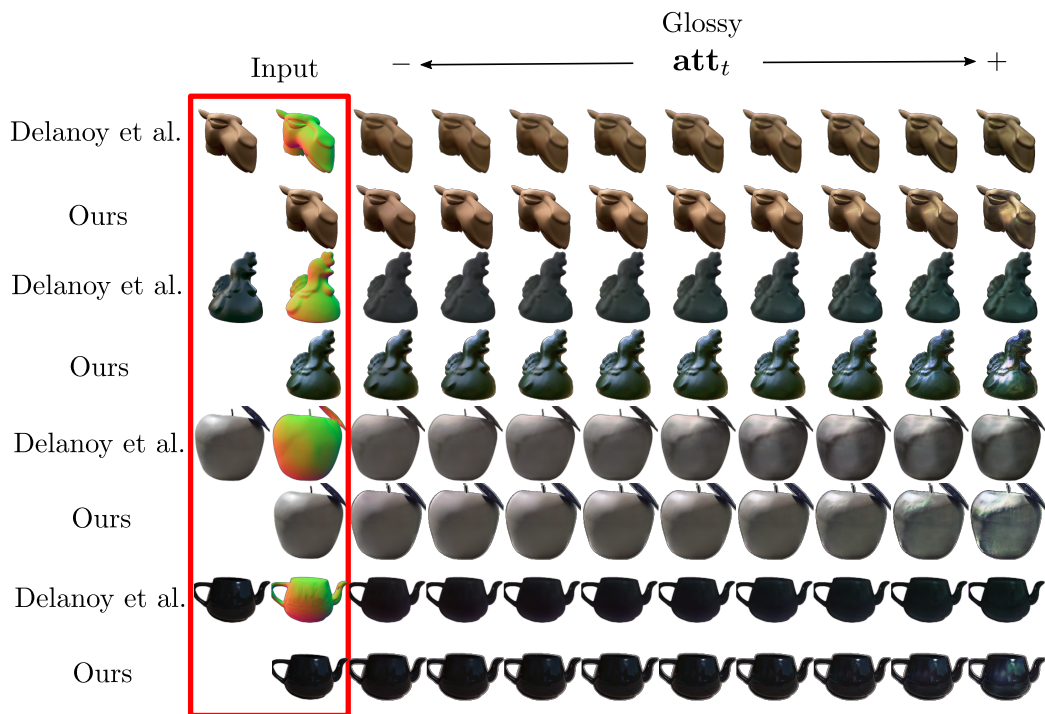 Glossy
Input
− att_t +
Delanoy et al.
Ours
Delanoy et al.
Ours
Delanoy et al.
Ours
Delanoy et al.
Ours